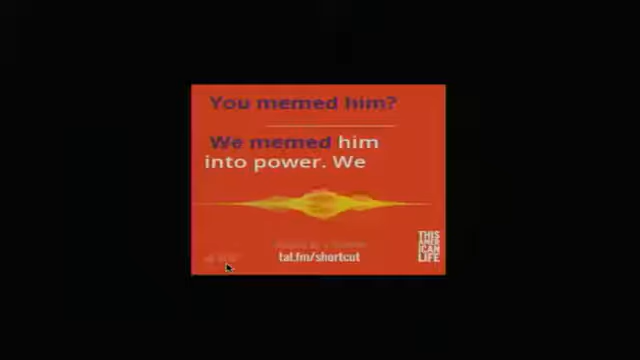 You memed him?
We memed him
into power. We
tal.fm/shortcut
THIS
AMER
ICAN
LIFE